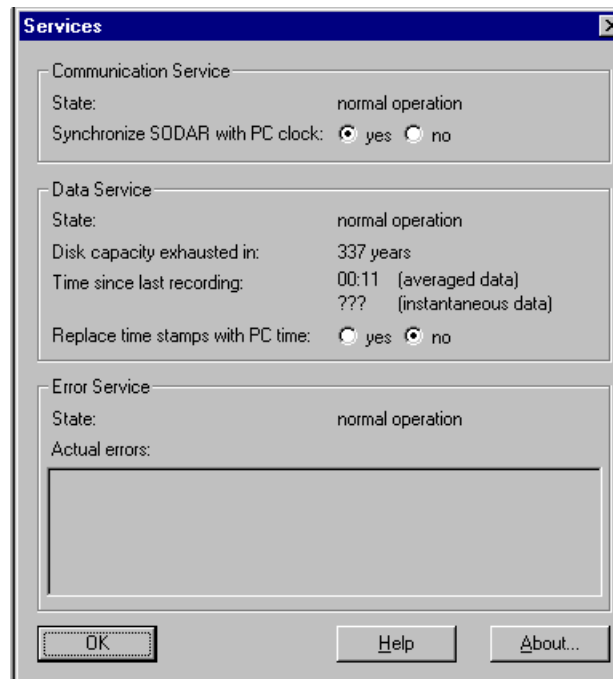 Services
Communication Service
State: normal operation
Synchronize SODAR with PC clock: yes no
Data Service
State: normal operation
Disk capacity exhausted in: 337 years
Time since last recording: 00:11 (averaged data)
??? (instantaneous data)
Replace time stamps with PC time: yes no
Error Service
State: normal operation
Actual errors:
OK Help About...